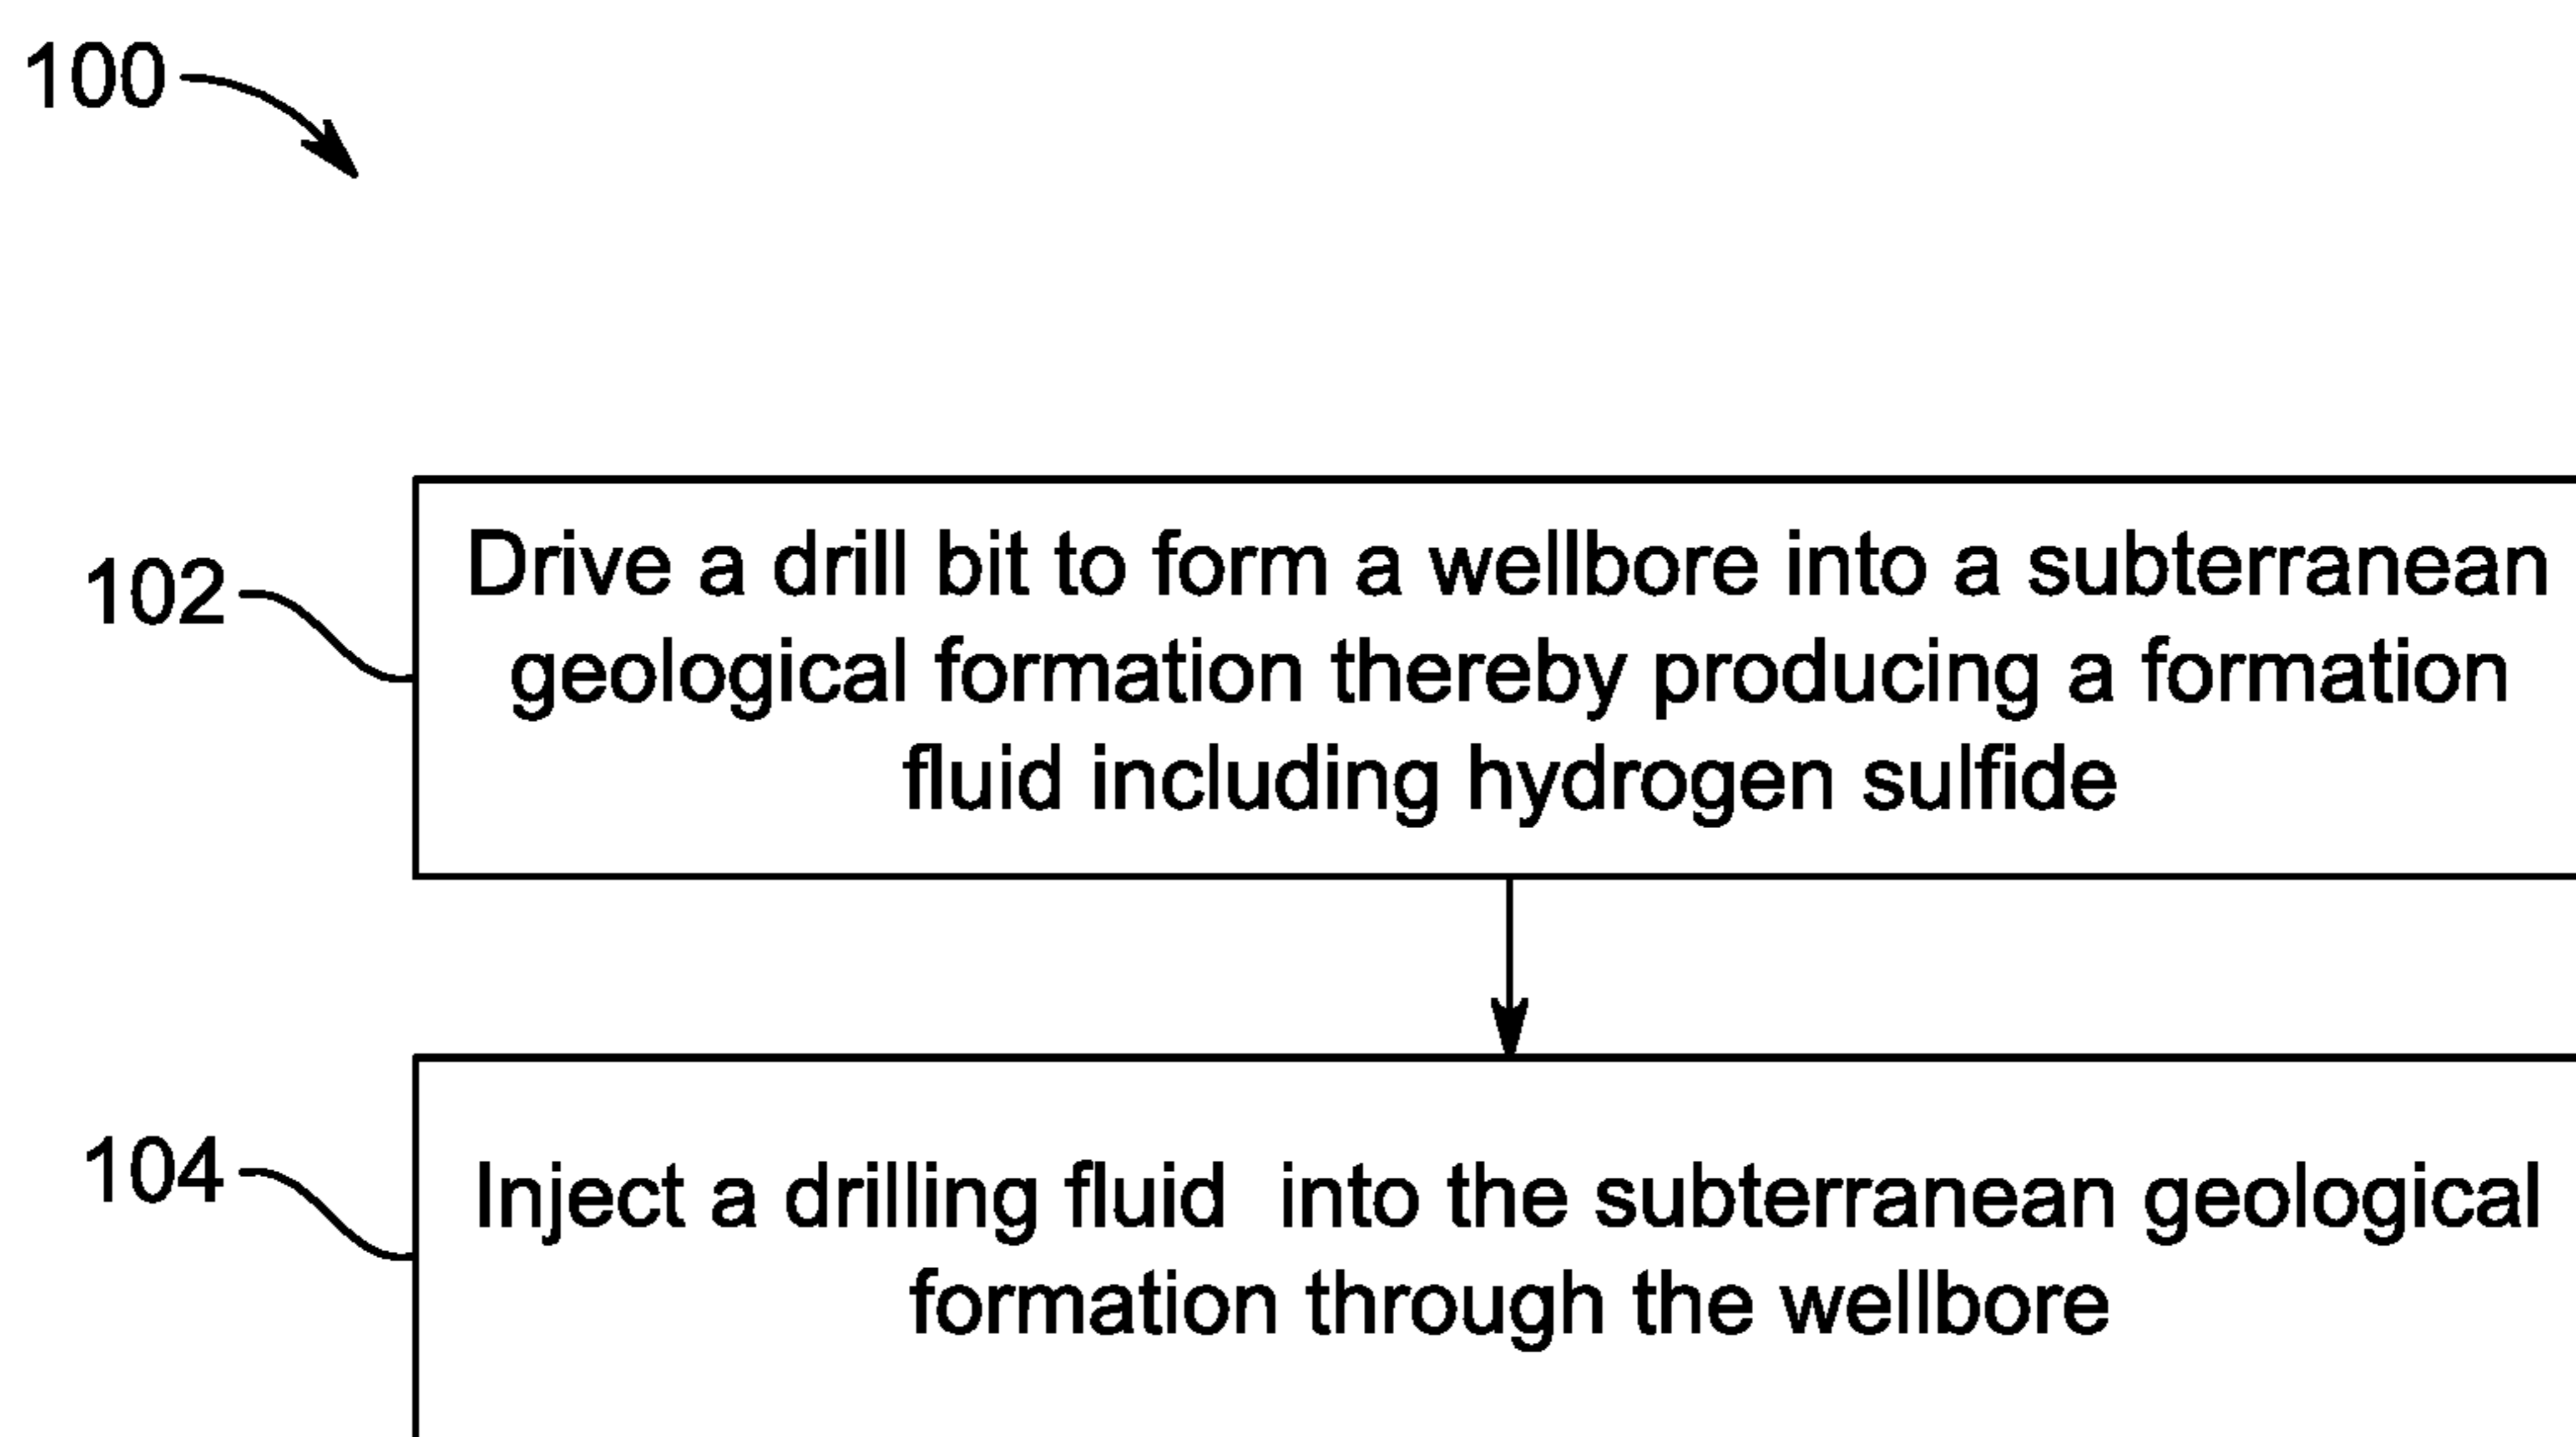 100
102
Drive a drill bit to form a wellbore into a subterranean
geological formation thereby producing a formation
fluid including hydrogen sulfide
104
Inject a drilling fluid  into the subterranean geological
formation through the wellbore